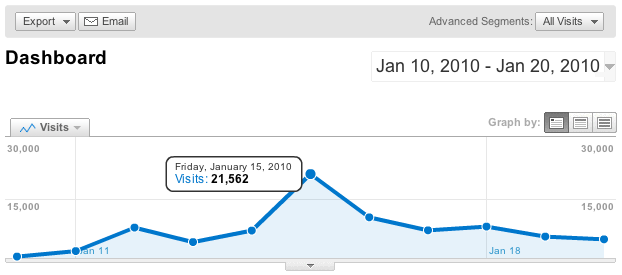 Export Email Advanced Segments: All Visits
Dashboard
Jan 10, 2010 - Jan 20, 2010
Visits Graph by:
30,000 30,000
Friday, January 15, 2010
Visits: 21,562
15,000 15,000
Jan 11 Jan 18